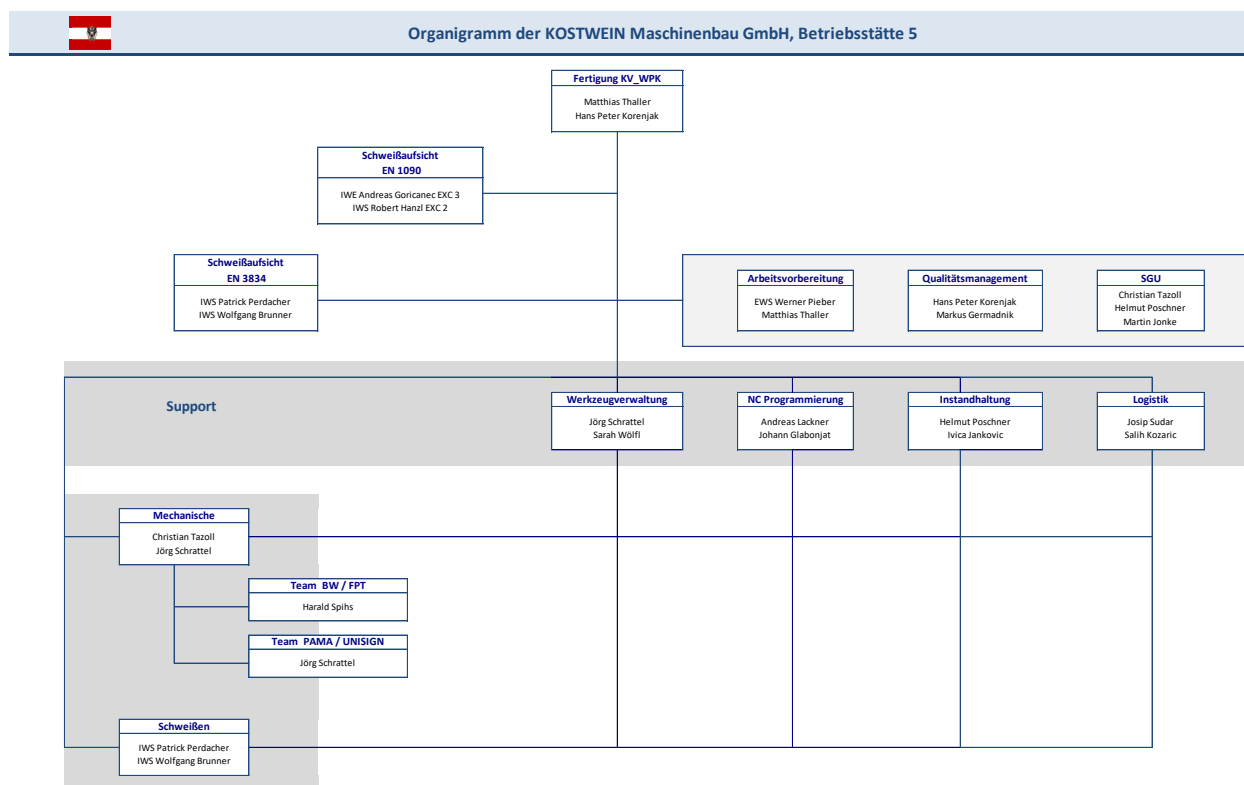 Organigramm der KOSTWEIN Maschinenbau GmbH, Betriebsstätte 5
Fertigung KV_WPK
Matthias Thaller
Hans Peter Korenjak
Schweißaufsicht
EN 1090
IWE Andreas Goricanec EXC 3
IWS Robert Hanzl EXC 2
Schweißaufsicht
EN 3834
IWS Patrick Perdacher
IWS Wolfgang Brunner
Arbeitsvorbereitung
EWS Werner Pieber
Matthias Thaller
Qualitätsmanagement
Hans Peter Korenjak
Markus Germadnik
SGU
Christian Tazoll
Helmut Poschner
Martin Jonke
Support
Werkzeugverwaltung
Jörg Schrattel
Sarah Wölfl
NC Programmierung
Andreas Lackner
Johann Glabonjat
Instandhaltung
Helmut Poschner
Ivica Jankovic
Logistik
Josip Sudar
Salih Kozaric
Mechanische
Christian Tazoll
Jörg Schrattel
Team BW / FPT
Harald Spihs
Team PAMA / UNISIGN
Jörg Schrattel
Schweißen
IWS Patrick Perdacher
IWS Wolfgang Brunner